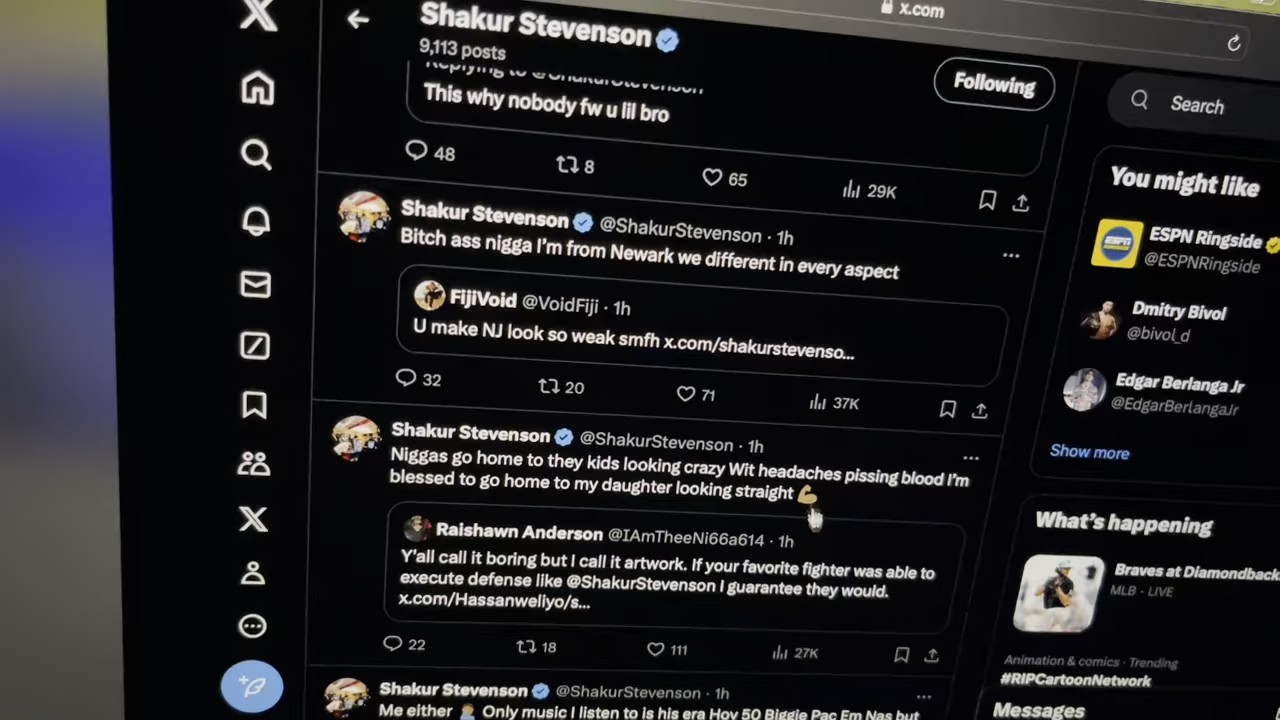 x.com
Shakur Stevenson
9,113 posts
Following
Search
Replying to @ShakurStevenson
This why nobody fw u lil bro
48 8 65 29K
Shakur Stevenson @ShakurStevenson · 1h
Bitch ass nigga I'm from Newark we different in every aspect
FijiVoid @VoidFiji · 1h
U make NJ look so weak smfh x.com/shakurstevenso...
32 20 71 37K
Shakur Stevenson @ShakurStevenson · 1h
Niggas go home to they kids looking crazy Wit headaches pissing blood I'm
blessed to go home to my daughter looking straight 💪
Raishawn Anderson @IAmTheeNi66a614 · 1h
Y'all call it boring but I call it artwork. If your favorite fighter was able to
execute defense like @ShakurStevenson I guarantee they would.
x.com/Hassanweliyo/s...
22 18 111 27K
Shakur Stevenson @ShakurStevenson · 1h
Me either 🤦 Only music I listen to is his era Hov 50 Biggie Pac Em Nas but
You might like
ESPN Ringside
@ESPNRingside
Dmitry Bivol
@bivol_d
Edgar Berlanga Jr
@EdgarBerlangaJr
Show more
What's happening
Braves at Diamondback
MLB · LIVE
Animation & comics · Trending
#RIPCartoonNetwork
Messages